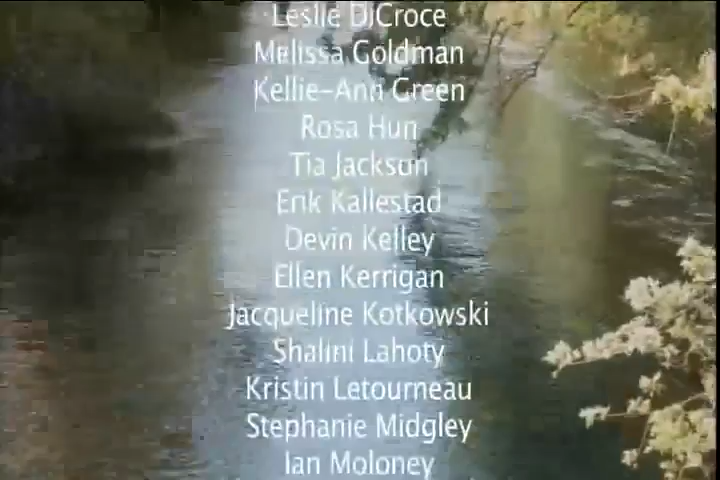 Leslie DiCroce
Melissa Goldman
Kellie-Ann Green
Rosa Hun
Tia Jackson
Erik Kallestad
Devin Kelley
Ellen Kerrigan
Jacqueline Kotkowski
Shalini Lahoty
Kristin Letourneau
Stephanie Midgley
Ian Moloney